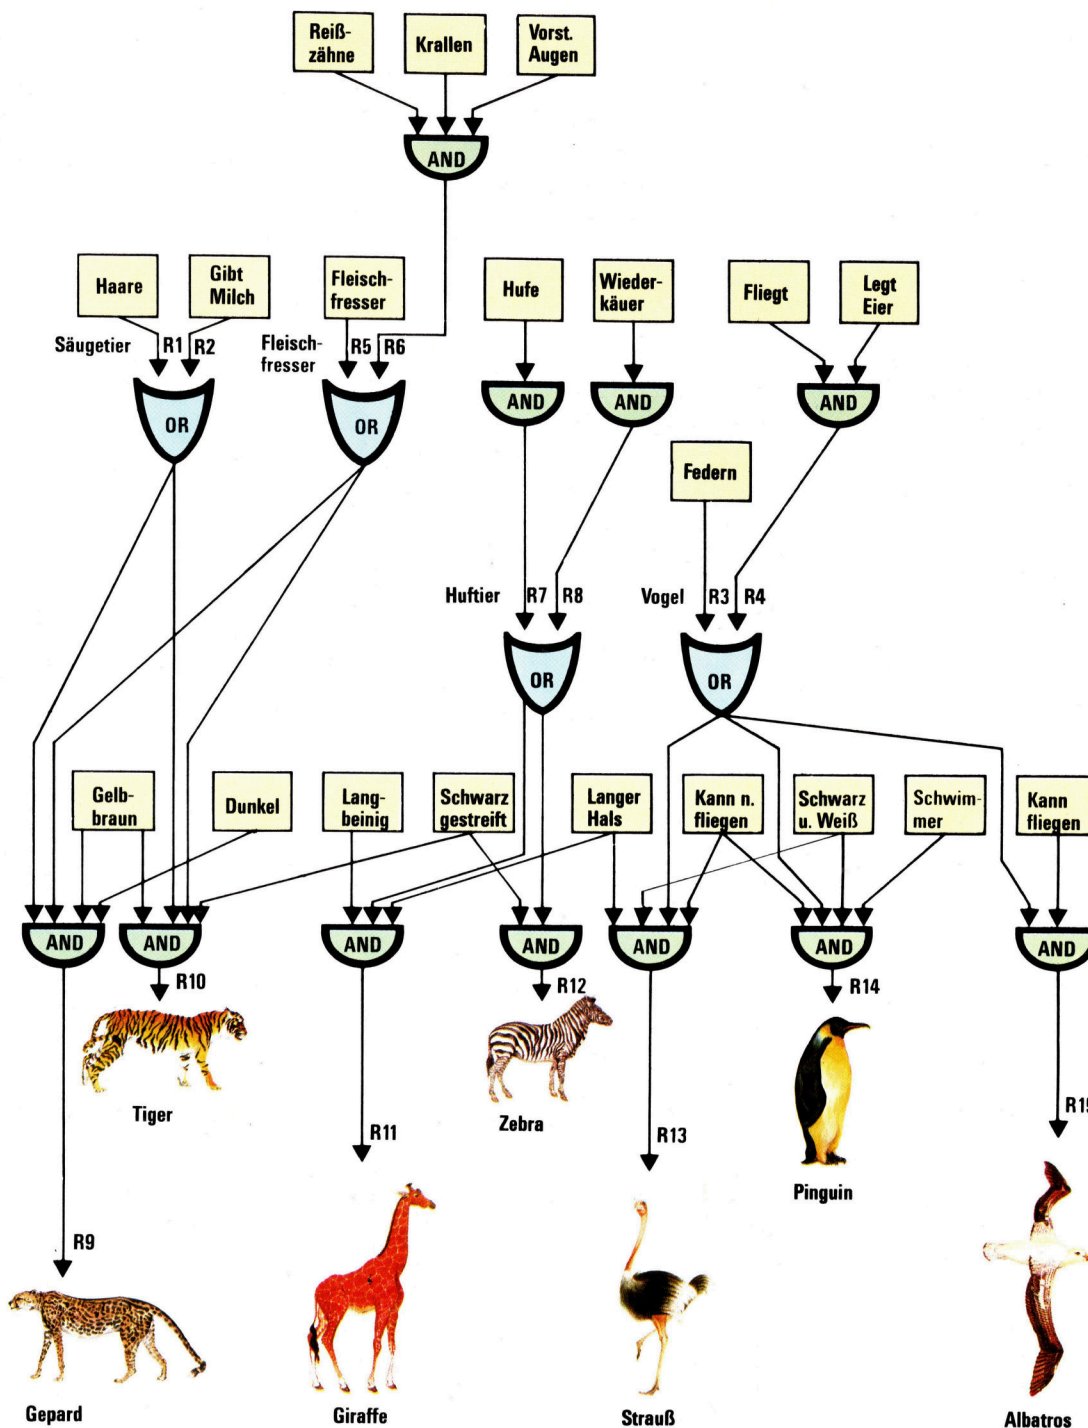 Reiß-
zähne
Krallen
Vorst.
Augen
AND
Haare
Gibt
Milch
Fleisch-
fresser
Hufe
Wieder-
käuer
Fliegt
Legt
Eier
Säugetier
R1
R2
Fleisch-
fresser
R5
R6
OR
OR
AND
AND
AND
Federn
Huftier
R7
R8
Vogel
R3
R4
OR
OR
Gelb-
braun
Dunkel
Lang-
beinig
Schwarz
gestreift
Langer
Hals
Kann n.
fliegen
Schwarz
u. Weiß
Schwim-
mer
Kann
fliegen
AND
AND
AND
AND
AND
AND
AND
R10
R12
R14
Tiger
Zebra
R11
R13
R15
Pinguin
R9
Gepard
Giraffe
Strauß
Albatros